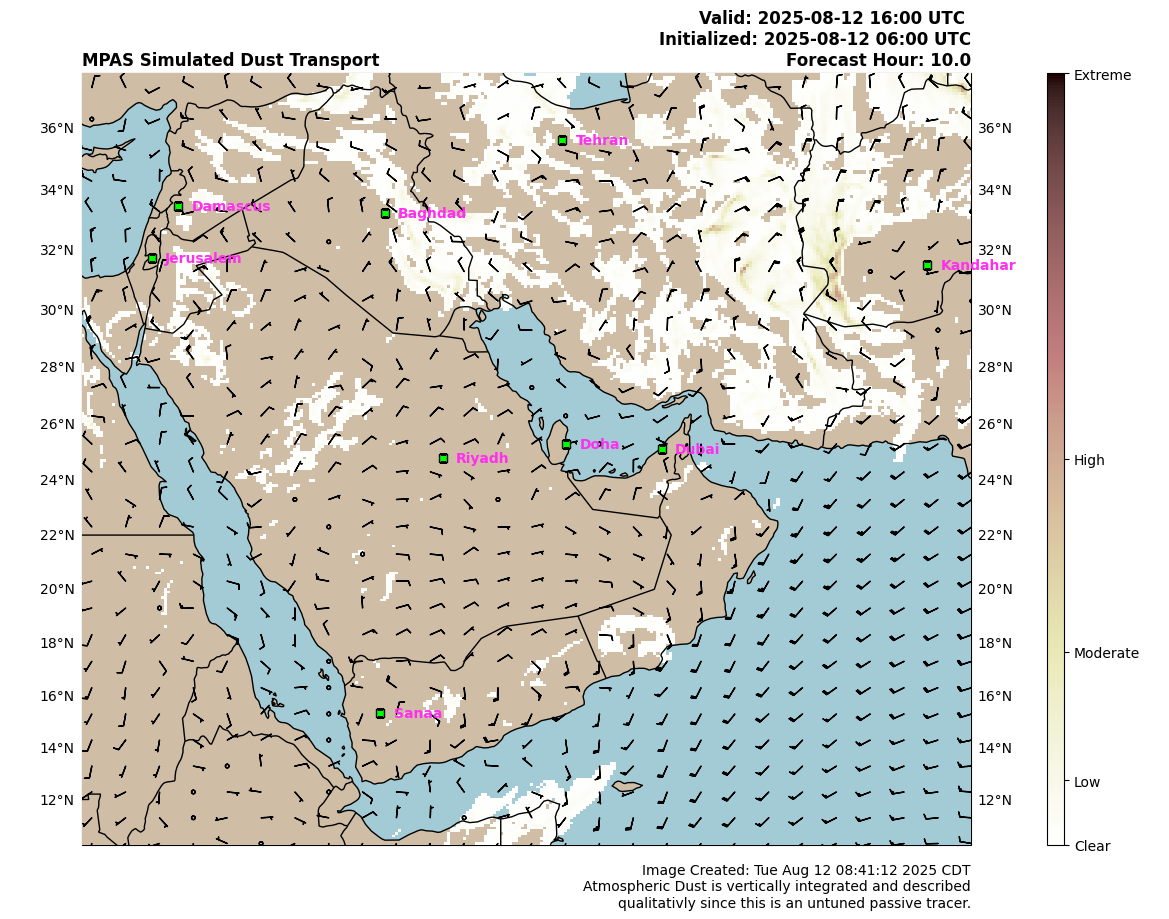 Valid: 2025-08-12 16:00 UTC
Initialized: 2025-08-12 06:00 UTC
MPAS Simulated Dust Transport
Forecast Hour: 10.0
Extreme
High
Moderate
Low
Clear
36°N
34°N
32°N
30°N
28°N
26°N
24°N
22°N
20°N
18°N
16°N
14°N
12°N
36°N
34°N
32°N
30°N
28°N
26°N
24°N
22°N
20°N
18°N
16°N
14°N
12°N
Tehran
Damascus
Baghdad
Jerusalem
Kandahar
Doha
Dubai
Riyadh
Sanaa
Image Created: Tue Aug 12 08:41:12 2025 CDT
Atmospheric Dust is vertically integrated and described
qualitativly since this is an untuned passive tracer.